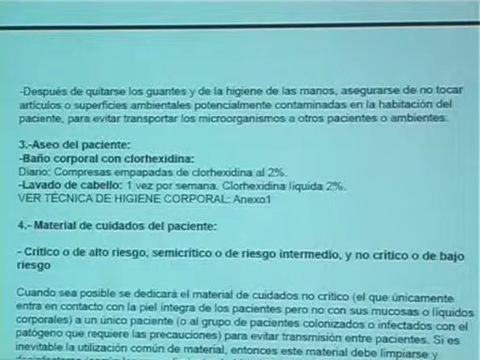 -Después de quitarse los guantes y de la higiene de las manos, asegurarse de no tocar
artículos o superficies ambientales potencialmente contaminadas en la habitación del
paciente, para evitar transportar los microorganismos a otros pacientes o ambientes.
3.-Aseo del paciente:
-Baño corporal con clorhexidina:
Diario: Compresas empapadas de clorhexidina al 2%.
-Lavado de cabello: 1 vez por semana. Clorhexidina líquida 2%.
VER TÉCNICA DE HIGIENE CORPORAL: Anexo1
4.- Material de cuidados del paciente:
- Crítico o de alto riesgo, semicrítico o de riesgo intermedio, y no crítico o de bajo
riesgo
Cuando sea posible se dedicará el material de cuidados no crítico (el que únicamente
entra en contacto con la piel íntegra de los pacientes pero no con sus mucosas o líquidos
corporales) a un único paciente (o al grupo de pacientes colonizados o infectados con el
patógeno que requiere las precauciones) para evitar transmisión entre pacientes. Si es
inevitable la utilización común de material, entonces este material debe limpiarse y